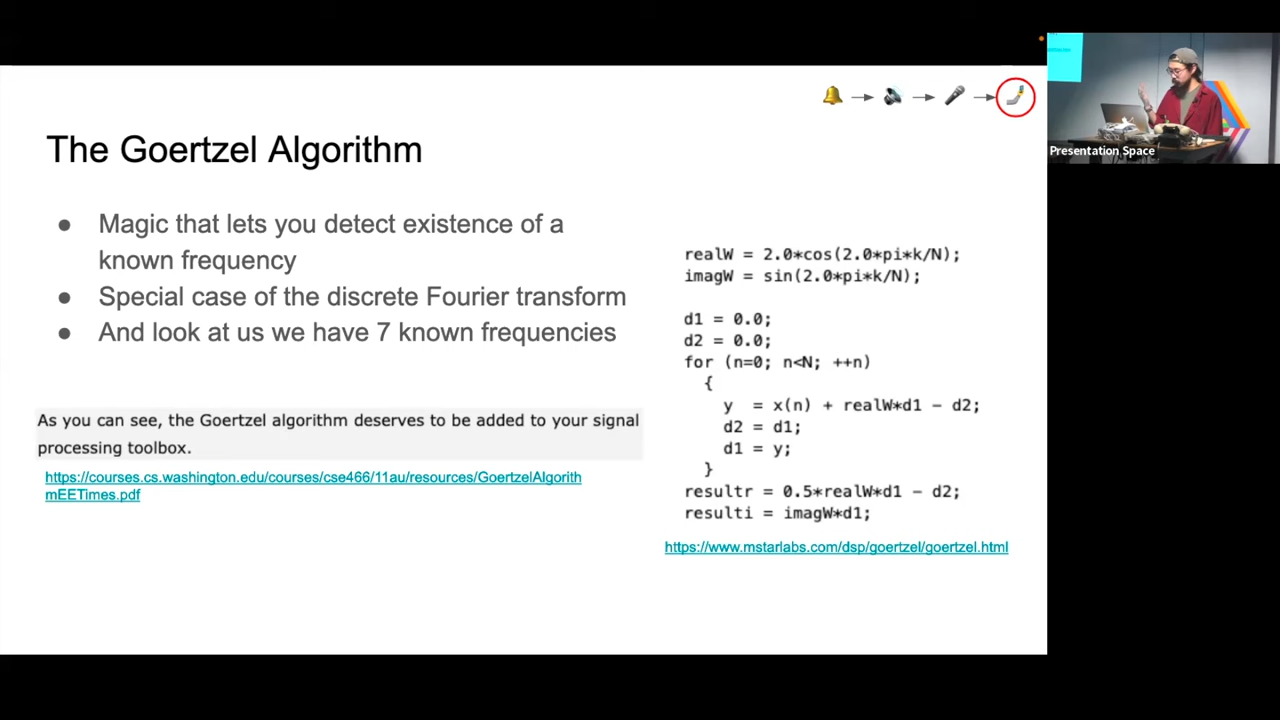 The Goertzel Algorithm
● Magic that lets you detect existence of a
known frequency
● Special case of the discrete Fourier transform
● And look at us we have 7 known frequencies
As you can see, the Goertzel algorithm deserves to be added to your signal
processing toolbox.
https://courses.cs.washington.edu/courses/cse466/11au/resources/GoertzelAlgorith
mEETimes.pdf
realW = 2.0*cos(2.0*pi*k/N);
imagW = sin(2.0*pi*k/N);
d1 = 0.0;
d2 = 0.0;
for (n=0; n<N; ++n)
{
y = x(n) + realW*d1 - d2;
d2 = d1;
d1 = y;
}
resultr = 0.5*realW*d1 - d2;
resulti = imagW*d1;
https://www.mstarlabs.com/dsp/goertzel/goertzel.html
Presentation Space